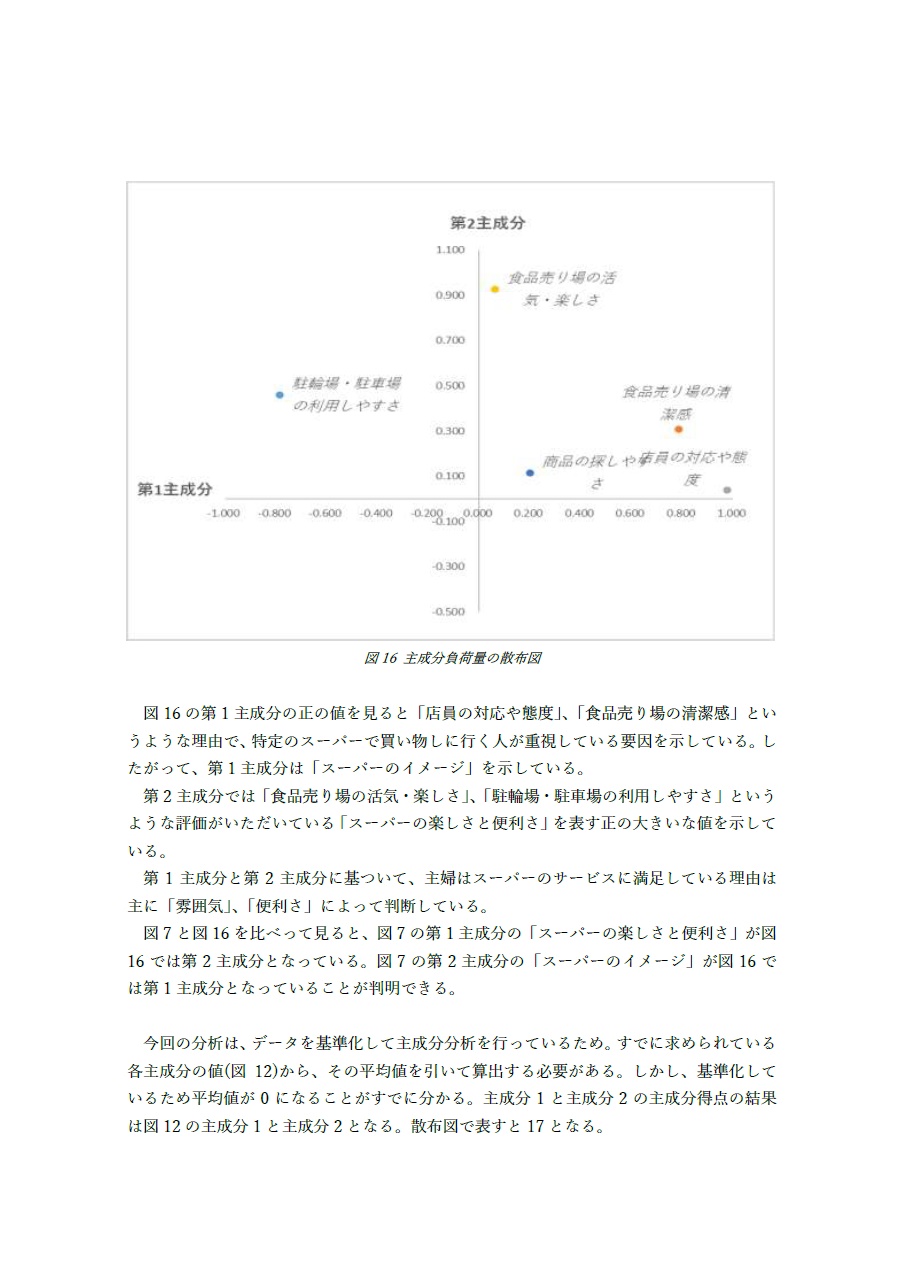 第2主成分
1.100
食品売り場の活
気・楽しさ
0.900
0.700
駐輪場・駐車場
の利用しやすさ
0.500
食品売り場の清
潔感
0.300
商品の探しやす
さ
店員の対応や態
度
0.100
第1主成分
-1.000 -0.800 -0.600 -0.400 -0.200 0.000 0.200 0.400 0.600 0.800 1.000
-0.100
-0.300
-0.500
図 16 主成分負荷量の散布図
図 16 の第 1 主成分の正の値を見ると「店員の対応や態度」、「食品売り場の清潔感」とい
うような理由で、特定のスーパーで買い物しに行く人が重視している要因を示している。し
たがって、第 1 主成分は「スーパーのイメージ」を示している。
第 2 主成分では「食品売り場の活気・楽しさ」、「駐輪場・駐車場の利用しやすさ」という
ような評価がいただいている「スーパーの楽しさと便利さ」を表す正の大きいな値を示して
いる。
第 1 主成分と第 2 主成分に基ついて、主婦はスーパーのサービスに満足している理由は
主に「雰囲気」、「便利さ」によって判断している。
図 7 と図 16 を比べって見ると、図 7 の第 1 主成分の「スーパーの楽しさと便利さ」が図
16 では第 2 主成分となっている。図 7 の第 2 主成分の「スーパーのイメージ」が図 16 で
は第 1 主成分となっていることが判明できる。
今回の分析は、データを基準化して主成分分析を行っているため。すでに求められている
各主成分の値(図 12)から、その平均値を引いて算出する必要がある。しかし、基準化して
いるため平均値が 0 になることがすでに分かる。主成分 1 と主成分 2 の主成分得点の結果
は図 12 の主成分 1 と主成分 2 となる。散布図で表すと 17 となる。